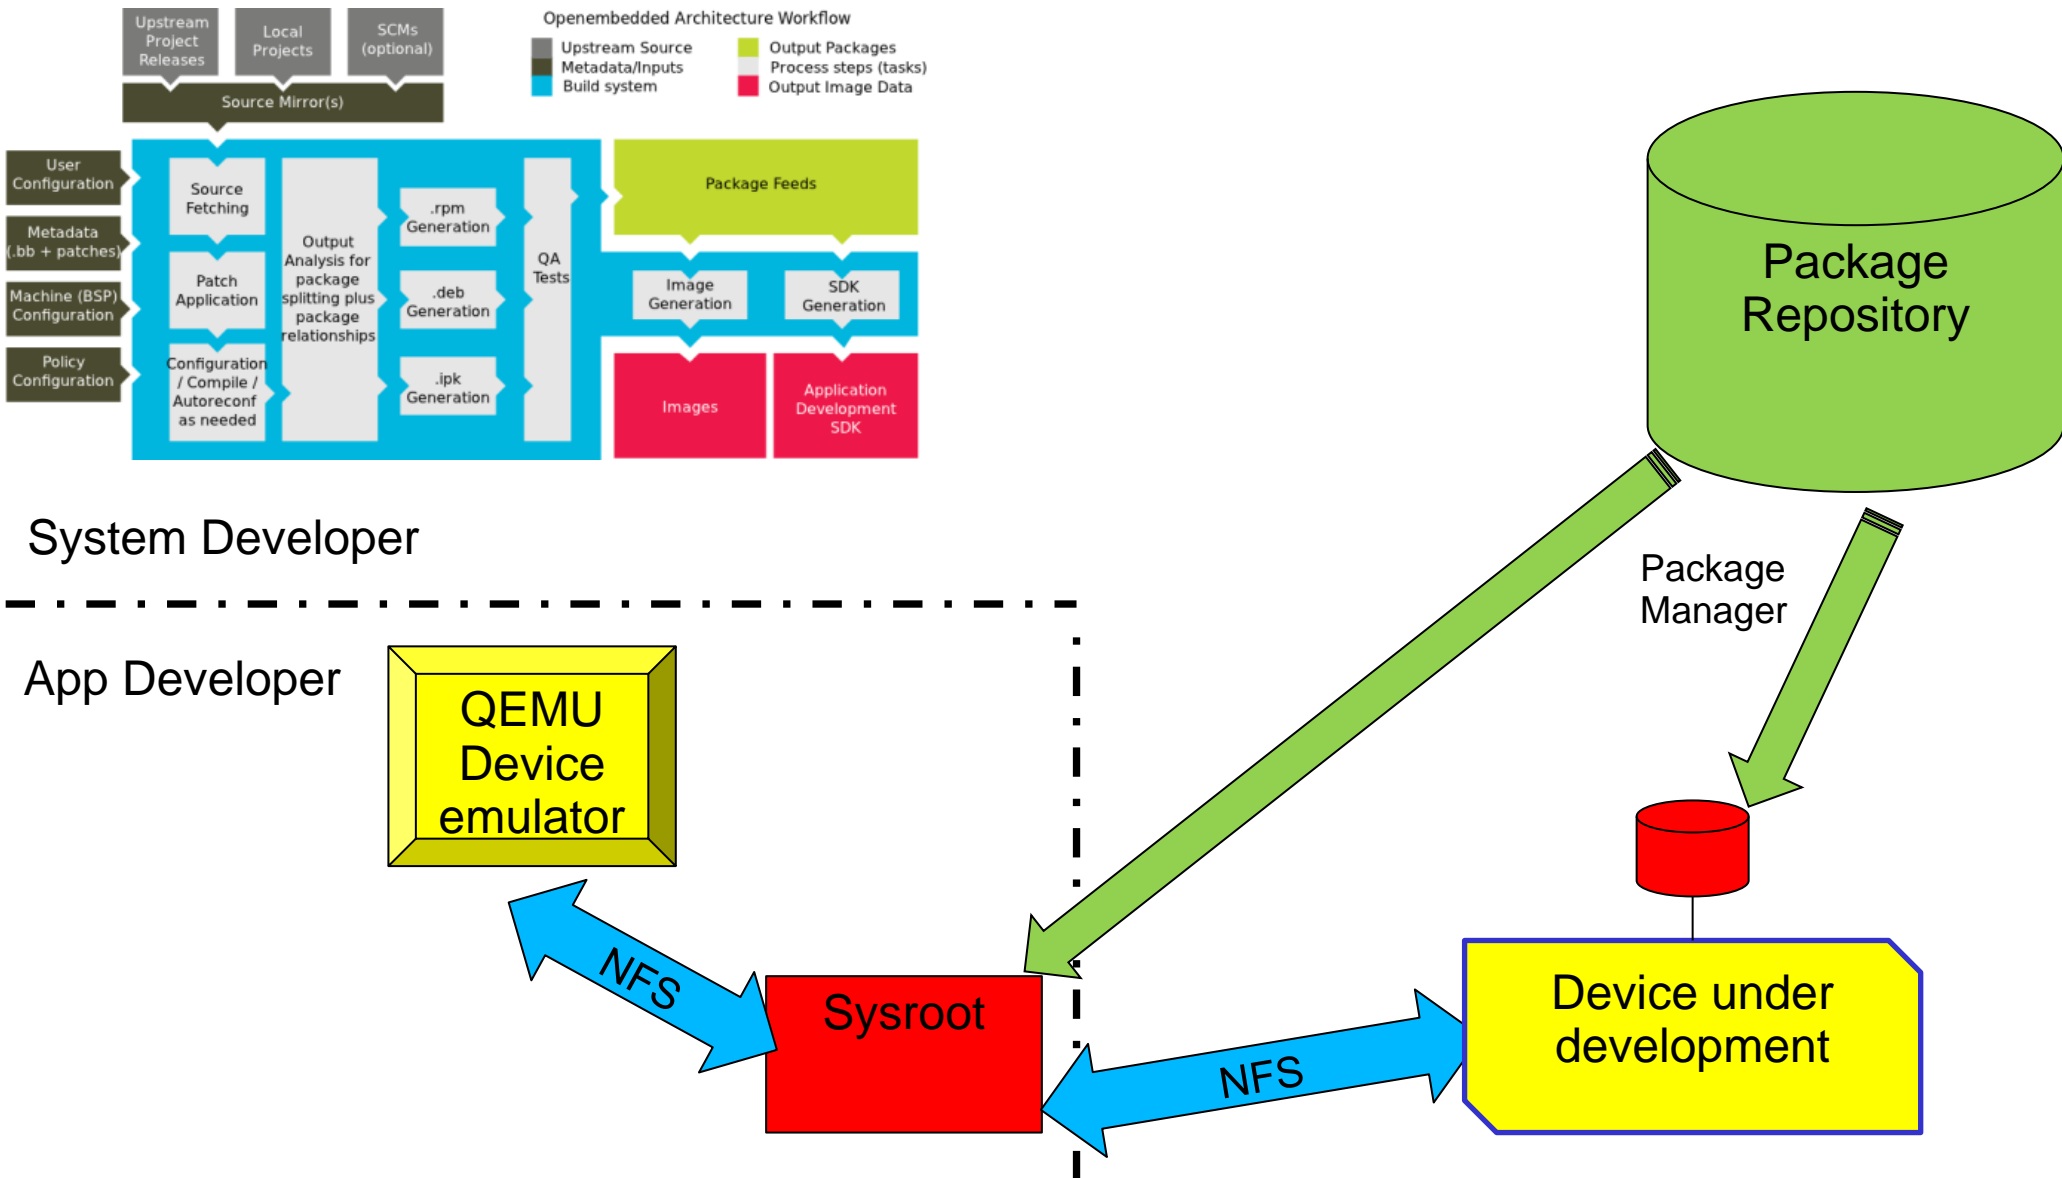 Upstream
Project
Releases
Local
Projects
SCMs
(optional)
Source Mirror(s)
Openembedded Architecture Workflow
Upstream Source
Metadata/Inputs
Build system
Output Packages
Process steps (tasks)
Output Image Data
User
Configuration
Metadata
(.bb + patches)
Machine (BSP)
Configuration
Policy
Configuration
Source
Fetching
Patch
Application
Configuration
/ Compile /
Autoreconf
as needed
Output
Analysis for
package
splitting plus
package
relationships
.rpm
Generation
.deb
Generation
.ipk
Generation
QA
Tests
Package Feeds
Image
Generation
SDK
Generation
Images
Application
Development
SDK
Package
Repository
System Developer
Package
Manager
App Developer
QEMU
Device
emulator
NFS
Sysroot
NFS
Device under
development